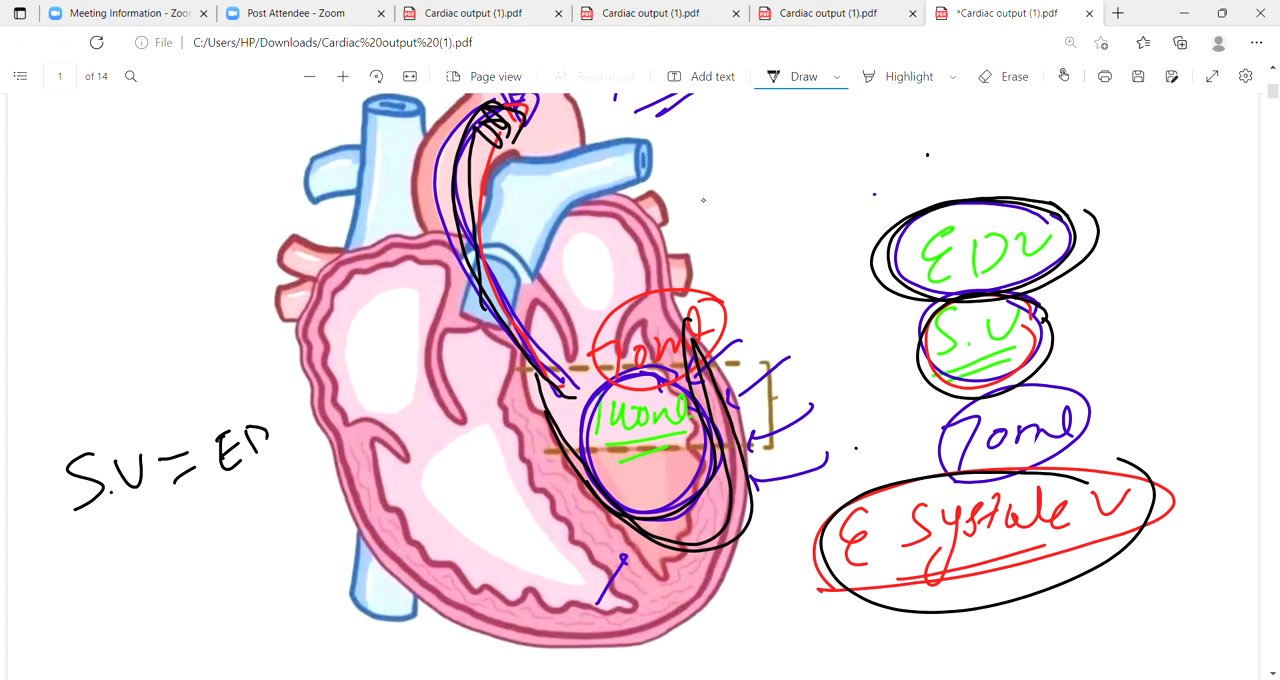 Meeting Information - Zoom
Post Attendee - Zoom
Cardiac output (1).pdf
Cardiac output (1).pdf
Cardiac output (1).pdf
*Cardiac output (1).pdf
File
C:/Users/HP/Downloads/Cardiac%20output%20(1).pdf
1 of 14
Page view
Read aloud
Add text
Draw
Highlight
Erase
EDV
S.V
70ml
140ml
70ml
S.V = ED
E Systole V